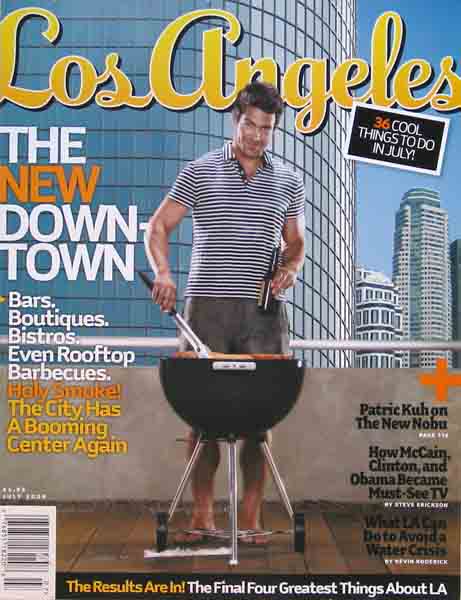 Los Angeles
36 COOL
THINGS TO DO
IN JULY!
THE
NEW
DOWN-
TOWN
Bars.
Boutiques.
Bistros.
Even Rooftop
Barbecues.
Holy Smoke!
The City Has
A Booming
Center Again
$4.95
JULY 2008
+
Patric Kuh on
The New Nobu
PAGE 114
How McCain,
Clinton, and
Obama Became
Must-See TV
BY STEVE ERICKSON
What LA Can
Do to Avoid a
Water Crisis
BY KEVIN RODERICK
The Results Are In! The Final Four Greatest Things About LA